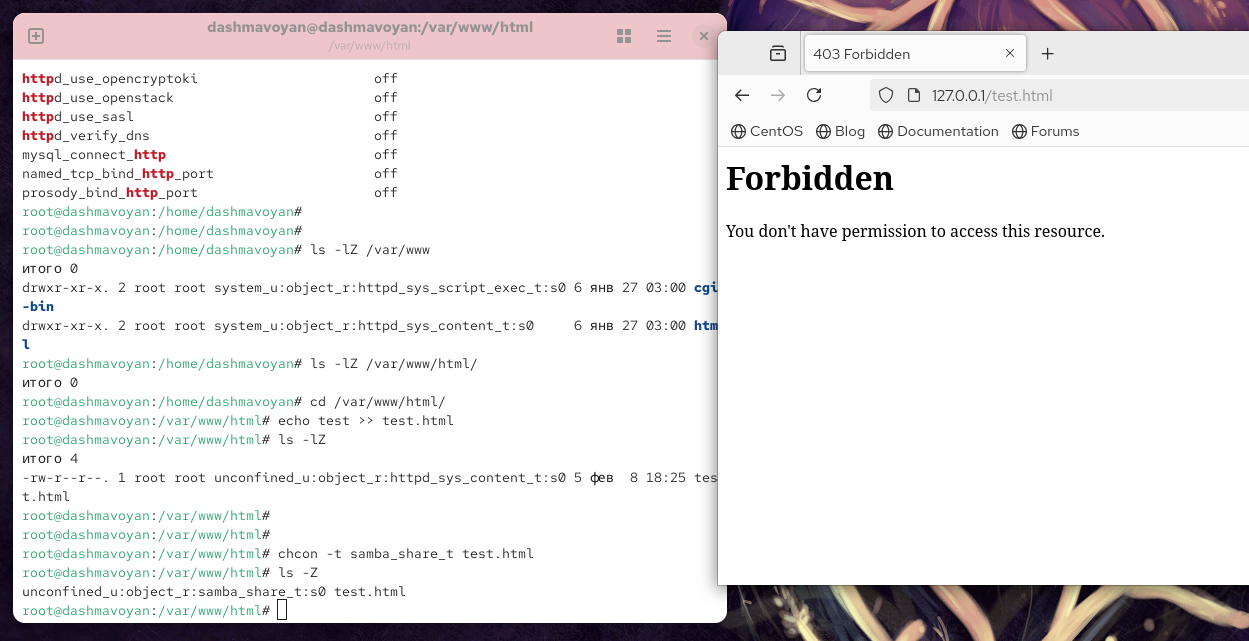 dashmavoyan@dashmavoyan:/var/www/html
/var/www/html
httpd_use_opencryptoki                      off
httpd_use_openstack                         off
httpd_use_sasl                              off
httpd_verify_dns                            off
mysql_connect_http                          off
named_tcp_bind_http_port                    off
prosody_bind_http_port                      off
root@dashmavoyan:/home/dashmavoyan#
root@dashmavoyan:/home/dashmavoyan#
root@dashmavoyan:/home/dashmavoyan# ls -lZ /var/www
итого 0
drwxr-xr-x. 2 root root system_u:object_r:httpd_sys_script_exec_t:s0 6 янв 27 03:00 cgi
-bin
drwxr-xr-x. 2 root root system_u:object_r:httpd_sys_content_t:s0     6 янв 27 03:00 htm
l
root@dashmavoyan:/home/dashmavoyan# ls -lZ /var/www/html/
итого 0
root@dashmavoyan:/home/dashmavoyan# cd /var/www/html/
root@dashmavoyan:/var/www/html# echo test >> test.html
root@dashmavoyan:/var/www/html# ls -lZ
итого 4
-rw-r--r--. 1 root root unconfined_u:object_r:httpd_sys_content_t:s0 5 фев  8 18:25 tes
t.html
root@dashmavoyan:/var/www/html#
root@dashmavoyan:/var/www/html#
root@dashmavoyan:/var/www/html# chcon -t samba_share_t test.html
root@dashmavoyan:/var/www/html# ls -Z
unconfined_u:object_r:samba_share_t:s0 test.html
root@dashmavoyan:/var/www/html#
403 Forbidden
127.0.0.1/test.html
CentOS Blog Documentation Forums
Forbidden
You don't have permission to access this resource.